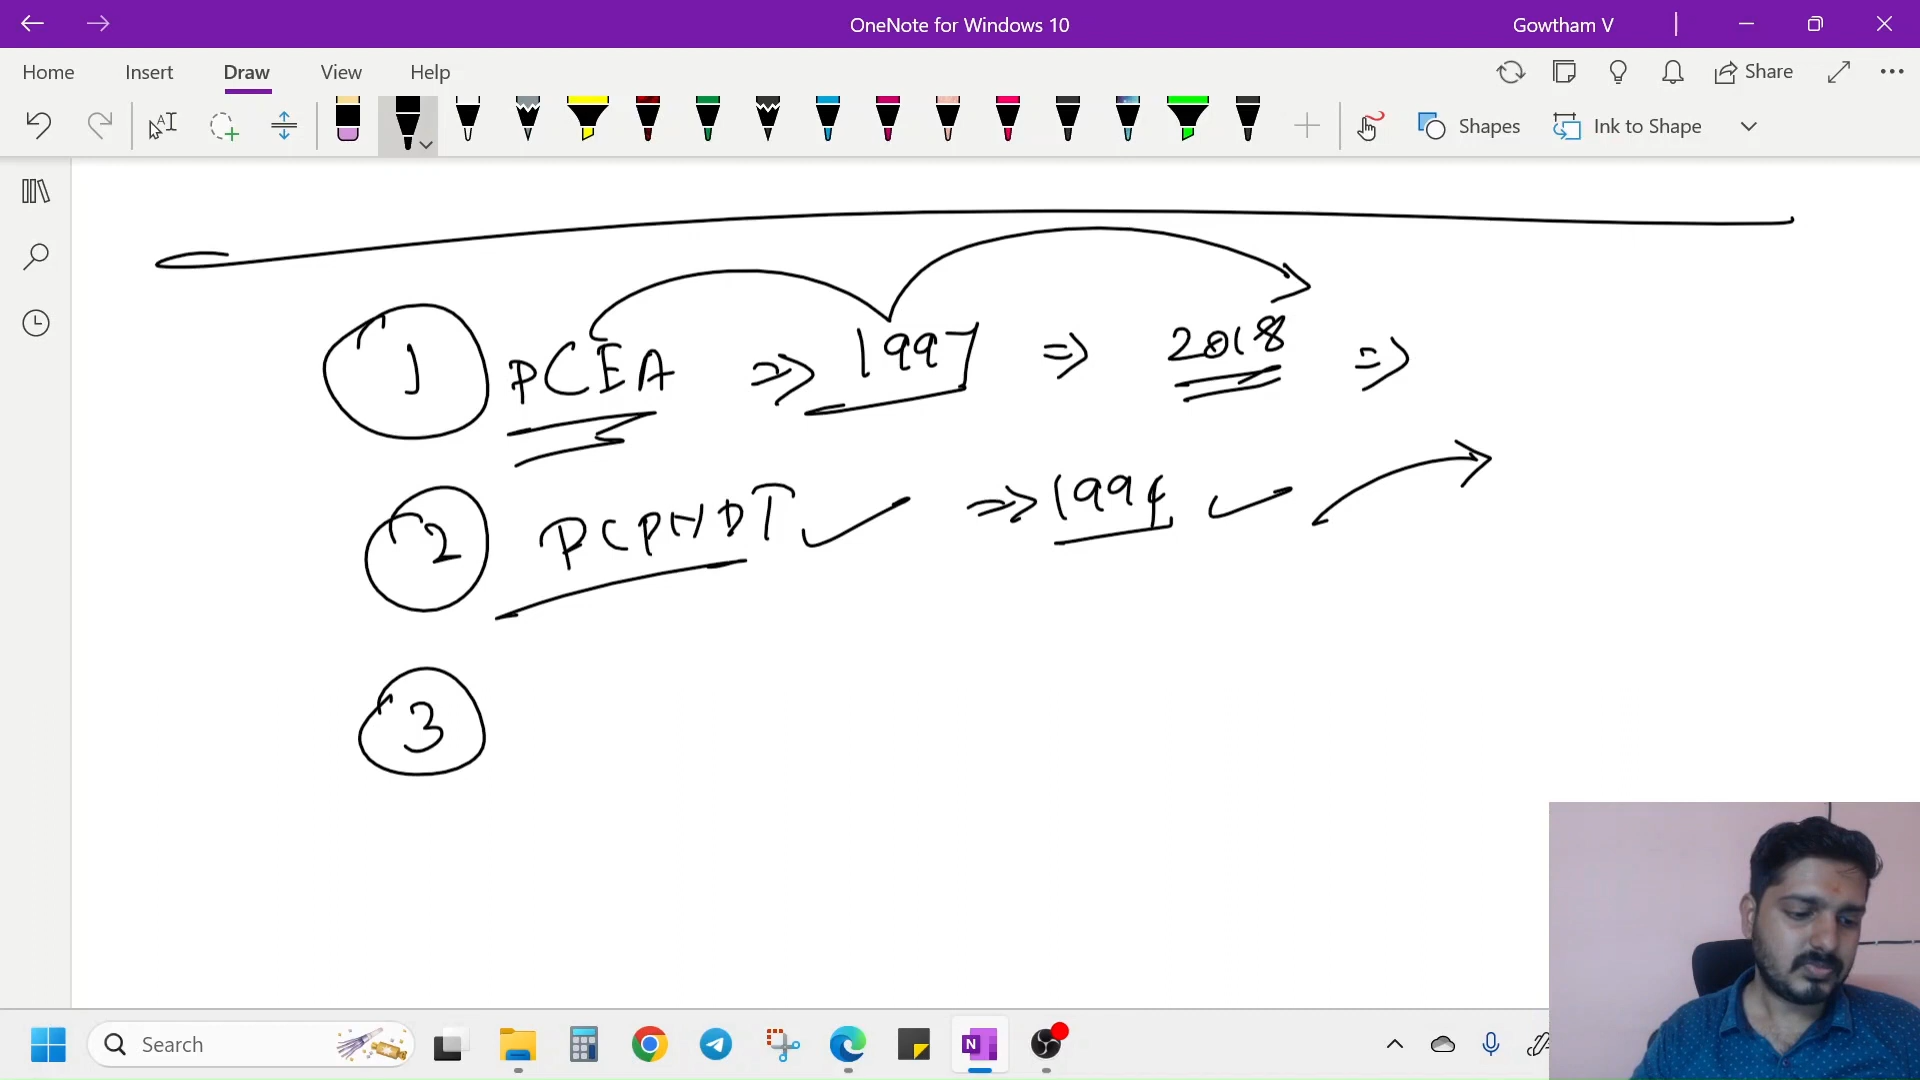 OneNote for Windows 10
Gowtham V
Home Insert Draw View Help
Share
Shapes
Ink to Shape
1 PCEA ⇒ 1997 ⇒ 2018 ⇒
2 PCPNDT ✓ ⇒ 1994 ✓
3
Search